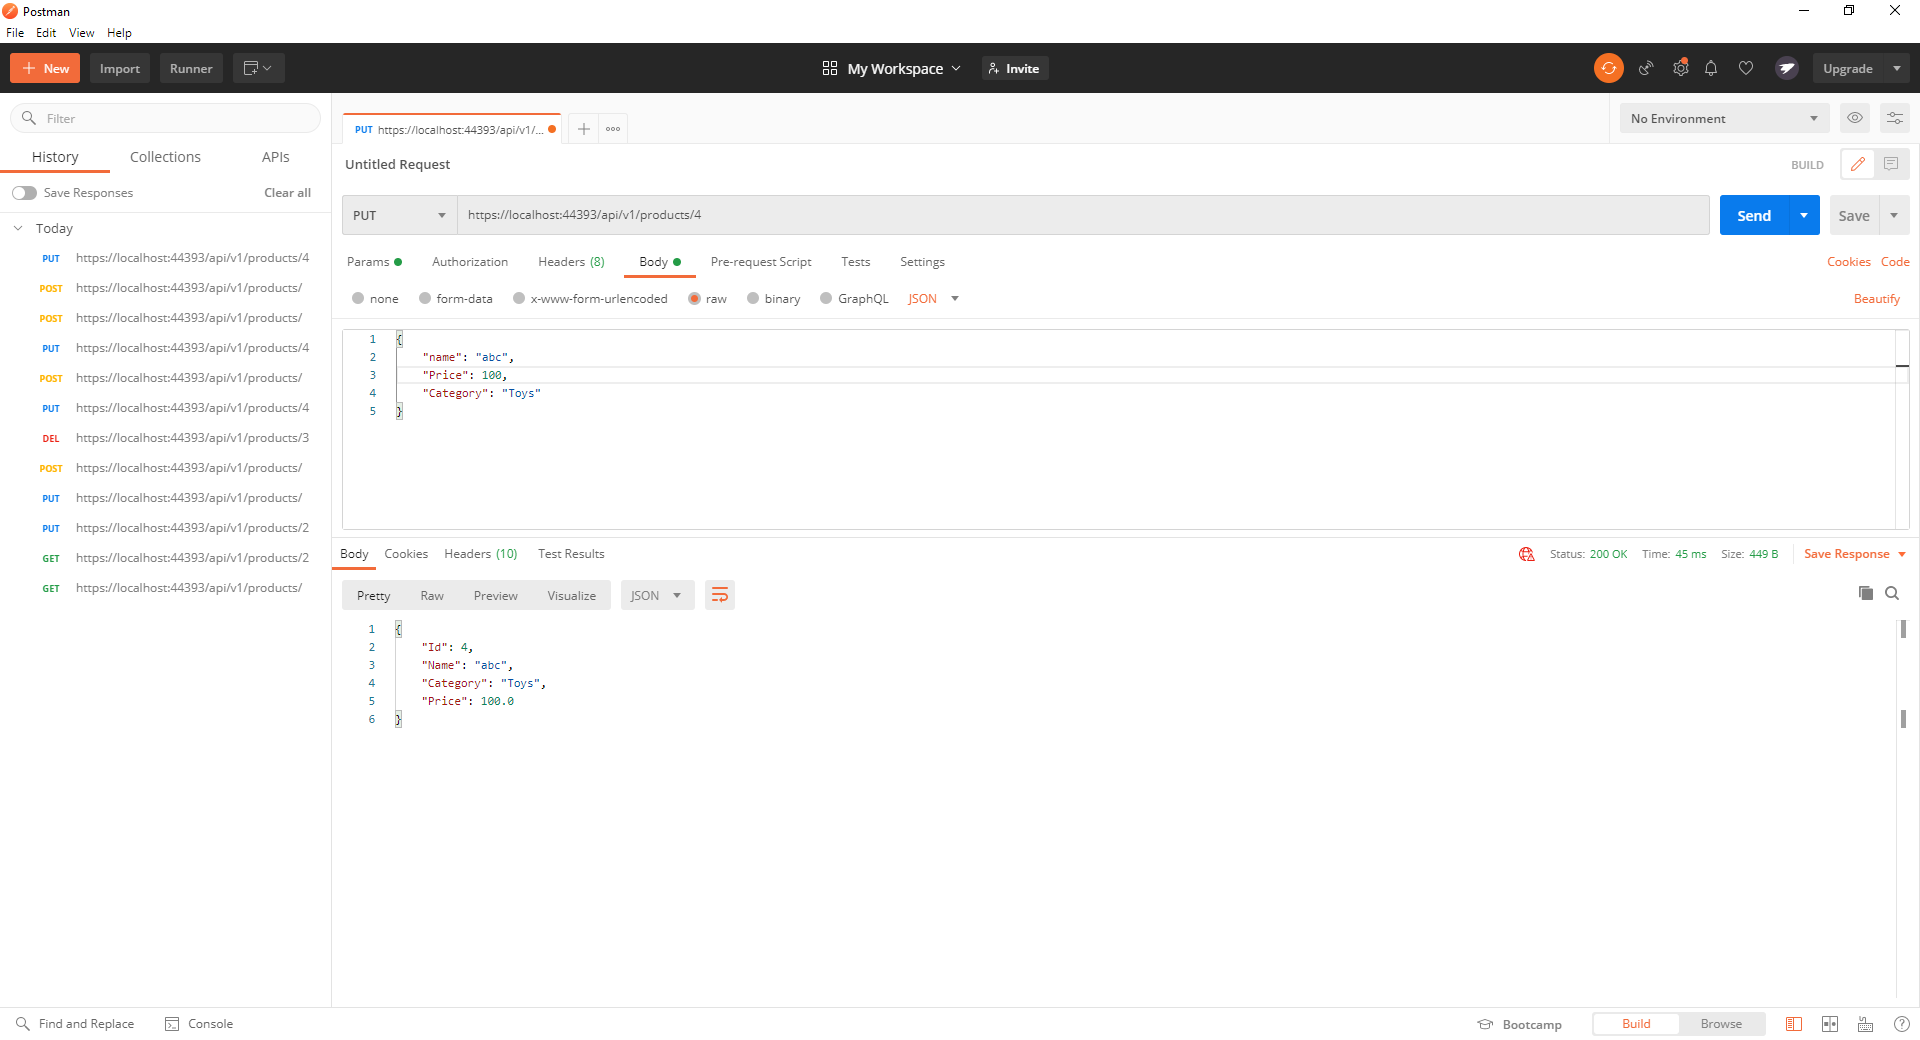 Postman
File Edit View Help
New Import Runner My Workspace Invite Upgrade
Filter
History Collections APIs
Save Responses Clear all
Today
PUT https://localhost:44393/api/v1/products/4
POST https://localhost:44393/api/v1/products/
POST https://localhost:44393/api/v1/products/
PUT https://localhost:44393/api/v1/products/4
POST https://localhost:44393/api/v1/products/
PUT https://localhost:44393/api/v1/products/4
DEL https://localhost:44393/api/v1/products/3
POST https://localhost:44393/api/v1/products/
PUT https://localhost:44393/api/v1/products/
PUT https://localhost:44393/api/v1/products/2
GET https://localhost:44393/api/v1/products/2
GET https://localhost:44393/api/v1/products/
PUT https://localhost:44393/api/v1/... No Environment
Untitled Request BUILD
PUT https://localhost:44393/api/v1/products/4 Send Save
Params Authorization Headers (8) Body Pre-request Script Tests Settings Cookies Code
none form-data x-www-form-urlencoded raw binary GraphQL JSON Beautify
1 {
2 "name": "abc",
3 "Price": 100,
4 "Category": "Toys"
5 }
Body Cookies Headers (10) Test Results Status: 200 OK Time: 45 ms Size: 449 B Save Response
Pretty Raw Preview Visualize JSON
1 {
2 "Id": 4,
3 "Name": "abc",
4 "Category": "Toys",
5 "Price": 100.0
6 }
Find and Replace Console Bootcamp Build Browse